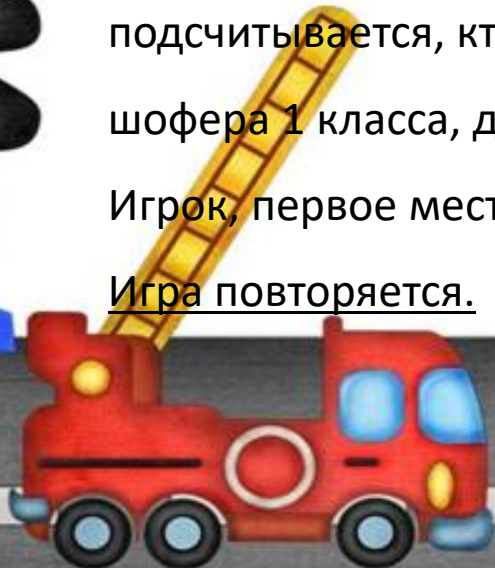 подсчитывается, кт
шофера 1 класса, д
Игрок, первое мест
Игра повторяется.